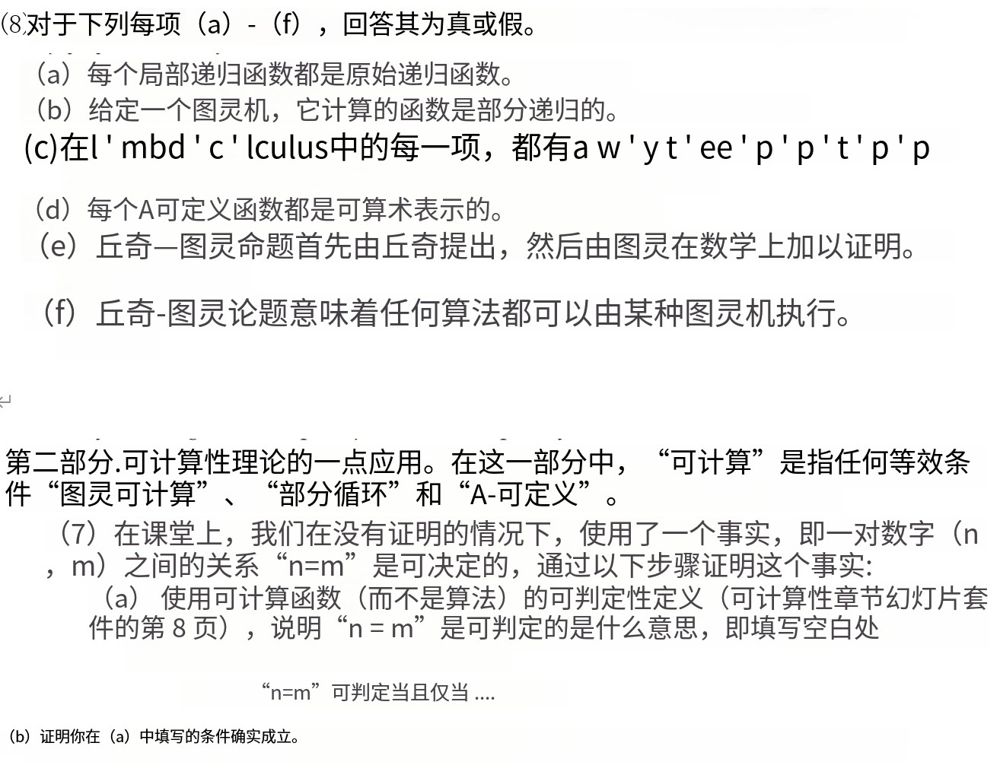 (8)对于下列每项（a）-（f），回答其为真或假。
（a）每个局部递归函数都是原始递归函数。
（b）给定一个图灵机，它计算的函数是部分递归的。
(c)在l ' mbd ' c ' lculus中的每一项，都有a w ' y t ' ee ' p ' p ' t ' p ' p
（d）每个A可定义函数都是可算术表示的。
（e）丘奇—图灵命题首先由丘奇提出，然后由图灵在数学上加以证明。
（f）丘奇-图灵论题意味着任何算法都可以由某种图灵机执行。
第二部分.可计算性理论的一点应用。在这一部分中，“可计算”是指任何等效条
件“图灵可计算”、“部分循环”和“A-可定义”。
（7）在课堂上，我们在没有证明的情况下，使用了一个事实，即一对数字（n
，m）之间的关系“n=m”是可决定的，通过以下步骤证明这个事实:
（a） 使用可计算函数（而不是算法）的可判定性定义（可计算性章节幻灯片套
件的第 8 页），说明“n = m”是可判定的是什么意思，即填写空白处
“n=m”可判定当且仅当 ....
（b）证明你在（a）中填写的条件确实成立。